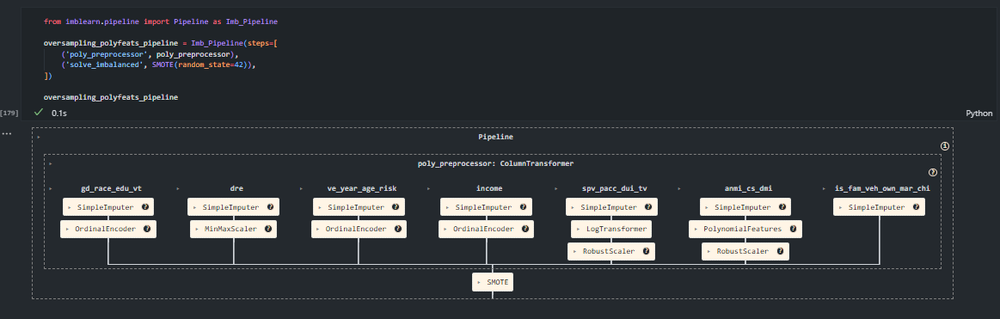 from imblearn.pipeline import Pipeline as Imb_Pipeline
oversampling_polyfeats_pipeline = Imb_Pipeline(steps=[
('poly_preprocessor', poly_preprocessor),
('solve_imbalanced', SMOTE(random_state=42)),
])
oversampling_polyfeats_pipeline
[179] ✓ 0.1s Python
... Pipeline
poly_preprocessor: ColumnTransformer
gd_race_edu_vt dre ve_year_age_risk income spv_pacc_dui_tv anmi_cs_dmi is_fam_veh_own_mar_chi
SimpleImputer ? SimpleImputer ? SimpleImputer ? SimpleImputer ? SimpleImputer ? SimpleImputer ? SimpleImputer ?
OrdinalEncoder ? MinMaxScaler ? OrdinalEncoder ? OrdinalEncoder ? LogTransformer PolynomialFeatures ?
RobustScaler ? RobustScaler ?
SMOTE